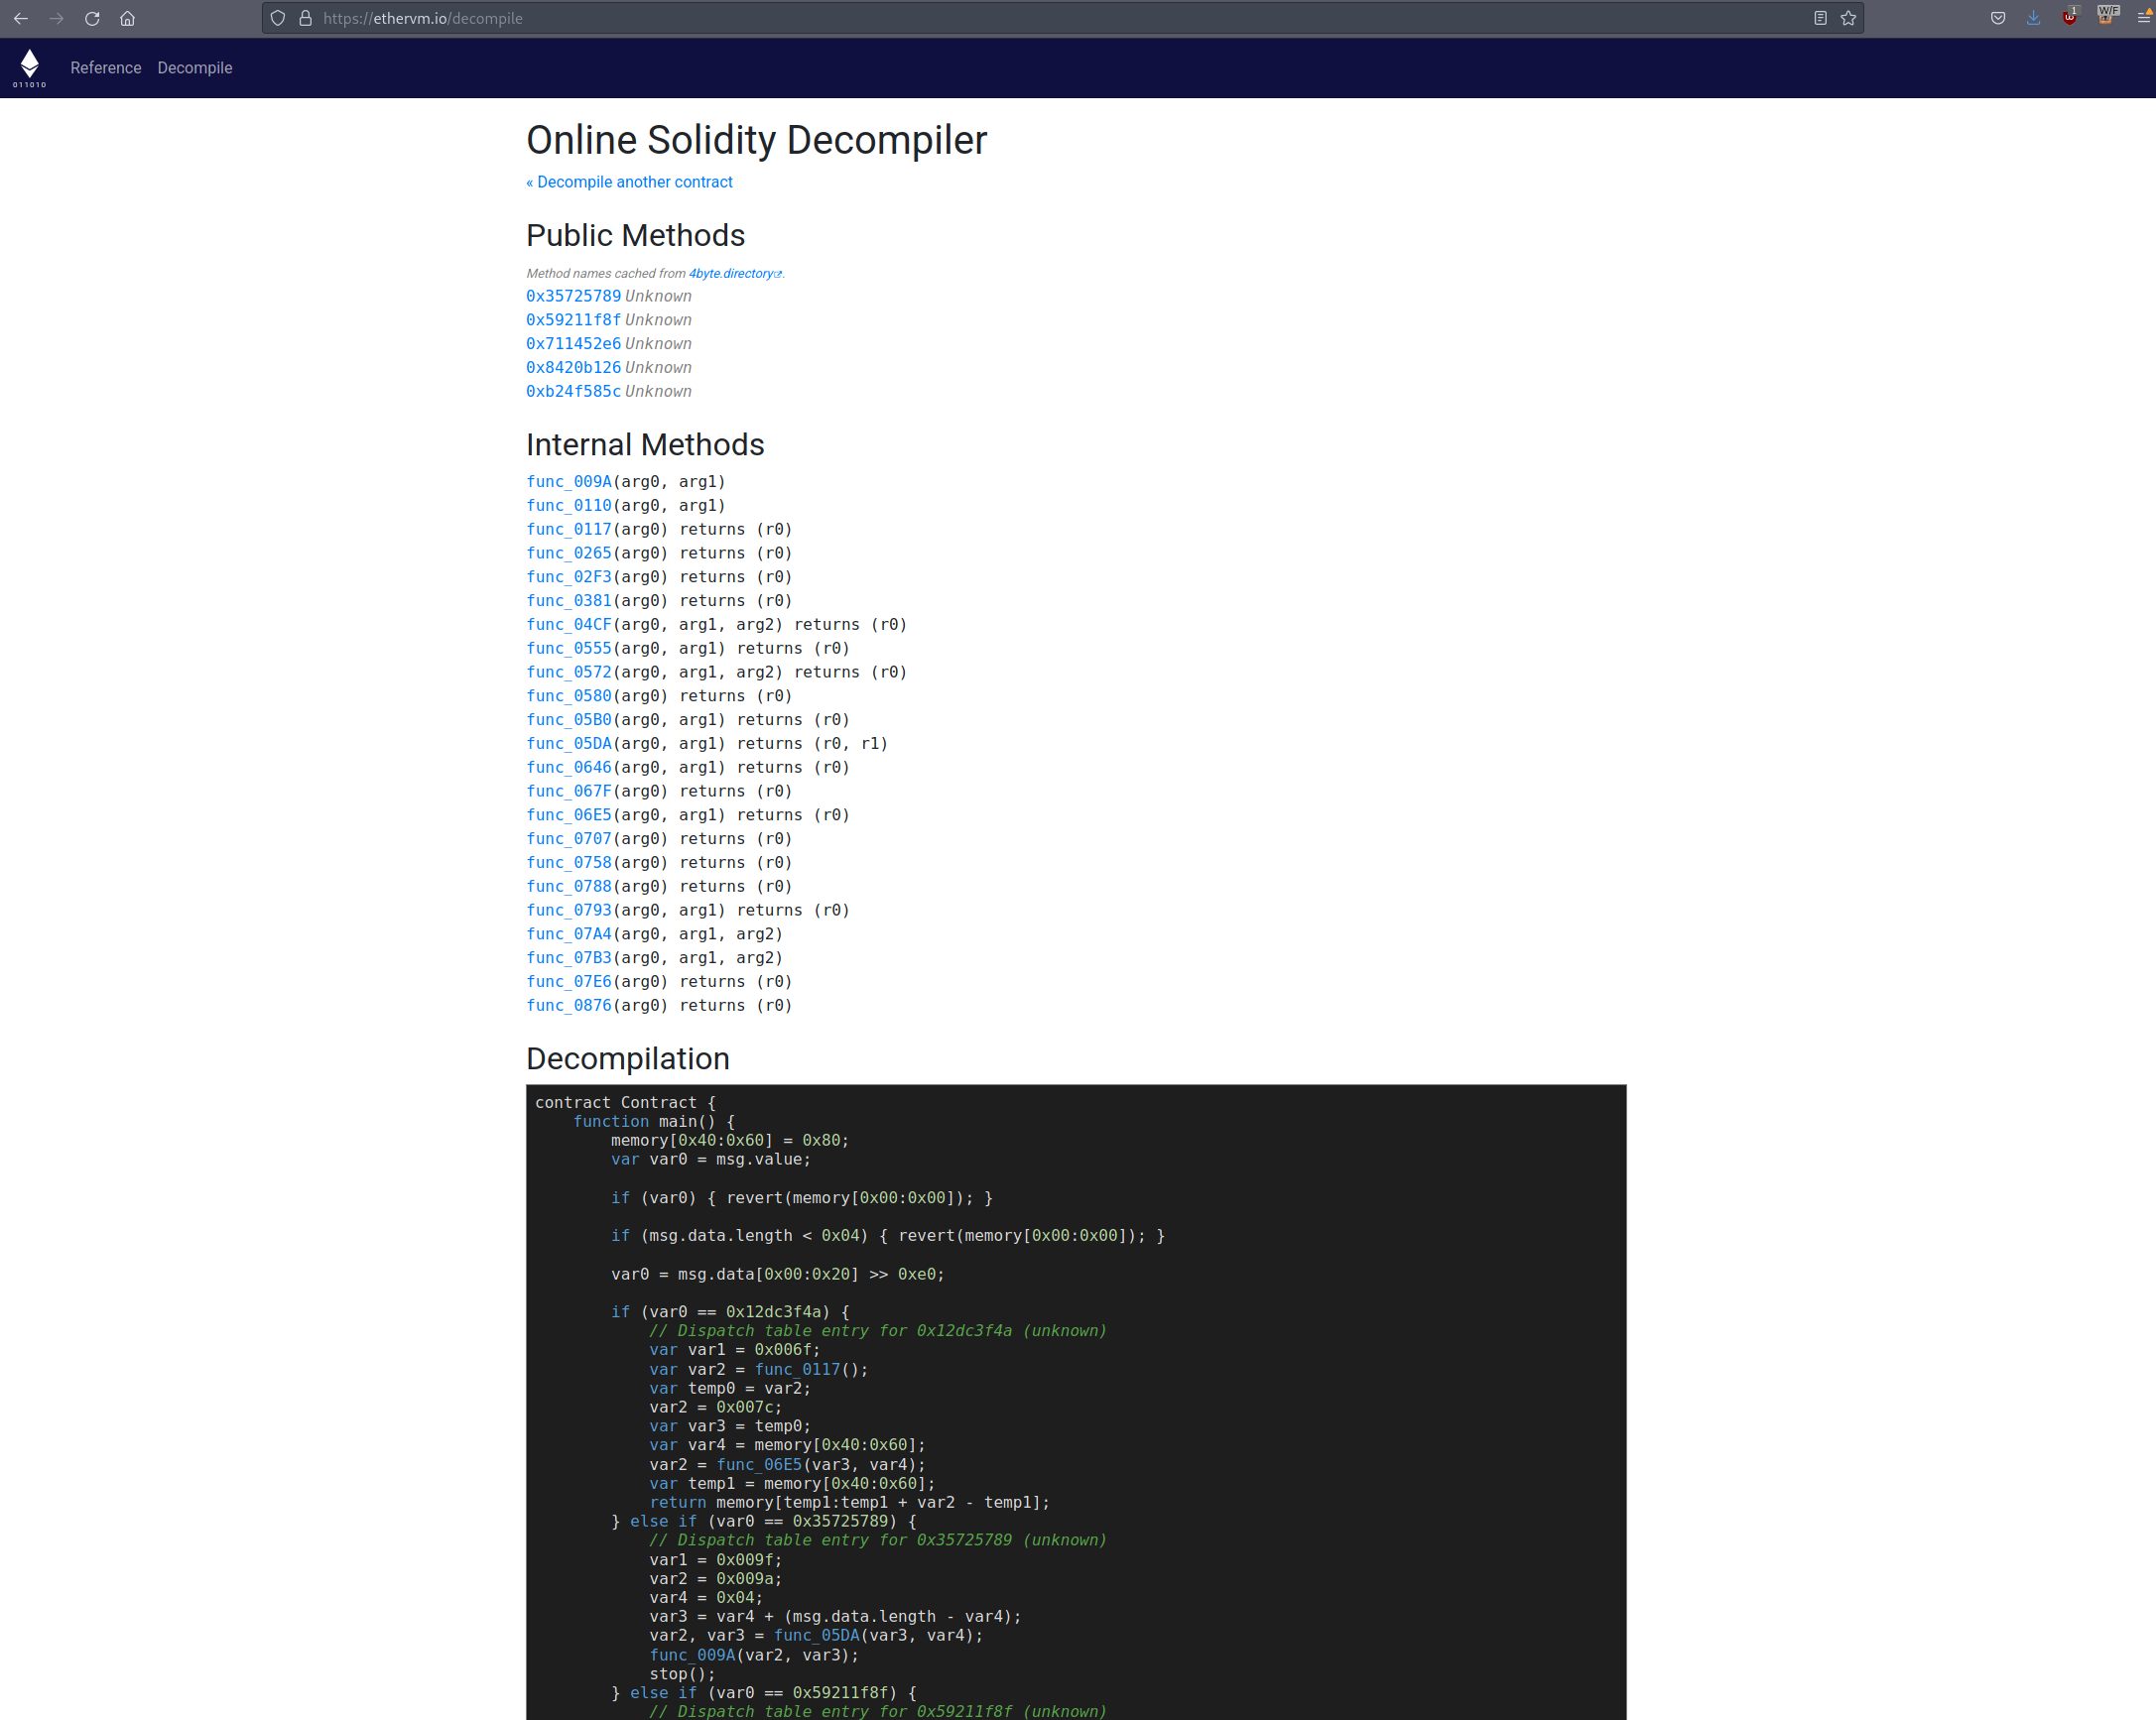 https://ethervm.io/decompile
1
W/F
011010
Reference Decompile
Online Solidity Decompiler
« Decompile another contract
Public Methods
Method names cached from 4byte.directory.
0x35725789 Unknown
0x59211f8f Unknown
0x711452e6 Unknown
0x8420b126 Unknown
0xb24f585c Unknown
Internal Methods
func_009A(arg0, arg1)
func_0110(arg0, arg1)
func_0117(arg0) returns (r0)
func_0265(arg0) returns (r0)
func_02F3(arg0) returns (r0)
func_0381(arg0) returns (r0)
func_04CF(arg0, arg1, arg2) returns (r0)
func_0555(arg0, arg1) returns (r0)
func_0572(arg0, arg1, arg2) returns (r0)
func_0580(arg0) returns (r0)
func_05B0(arg0, arg1) returns (r0)
func_05DA(arg0, arg1) returns (r0, r1)
func_0646(arg0, arg1) returns (r0)
func_067F(arg0) returns (r0)
func_06E5(arg0, arg1) returns (r0)
func_0707(arg0) returns (r0)
func_0758(arg0) returns (r0)
func_0788(arg0) returns (r0)
func_0793(arg0, arg1) returns (r0)
func_07A4(arg0, arg1, arg2)
func_07B3(arg0, arg1, arg2)
func_07E6(arg0) returns (r0)
func_0876(arg0) returns (r0)
Decompilation
contract Contract {
    function main() {
        memory[0x40:0x60] = 0x80;
        var var0 = msg.value;
        if (var0) { revert(memory[0x00:0x00]); }
        if (msg.data.length < 0x04) { revert(memory[0x00:0x00]); }
        var0 = msg.data[0x00:0x20] >> 0xe0;
        if (var0 == 0x12dc3f4a) {
            // Dispatch table entry for 0x12dc3f4a (unknown)
            var var1 = 0x006f;
            var var2 = func_0117();
            var temp0 = var2;
            var2 = 0x007c;
            var var3 = temp0;
            var var4 = memory[0x40:0x60];
            var2 = func_06E5(var3, var4);
            var temp1 = memory[0x40:0x60];
            return memory[temp1:temp1 + var2 - temp1];
        } else if (var0 == 0x35725789) {
            // Dispatch table entry for 0x35725789 (unknown)
            var1 = 0x009f;
            var2 = 0x009a;
            var4 = 0x04;
            var3 = var4 + (msg.data.length - var4);
            var2, var3 = func_05DA(var3, var4);
            func_009A(var2, var3);
            stop();
        } else if (var0 == 0x59211f8f) {
            // Dispatch table entry for 0x59211f8f (unknown)